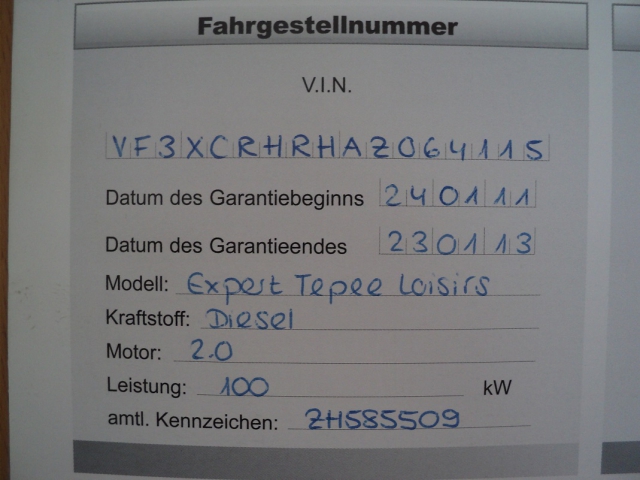 Fahrgestellnummer
V.I.N.
VF3XCRHRHAZ064115
Datum des Garantiebeginns 240111
Datum des Garantieendes 230113
Modell: Expert Tepee Loisirs
Kraftstoff: Diesel
Motor: 2.0
Leistung: 100 kW
amtl. Kennzeichen: ZH585509